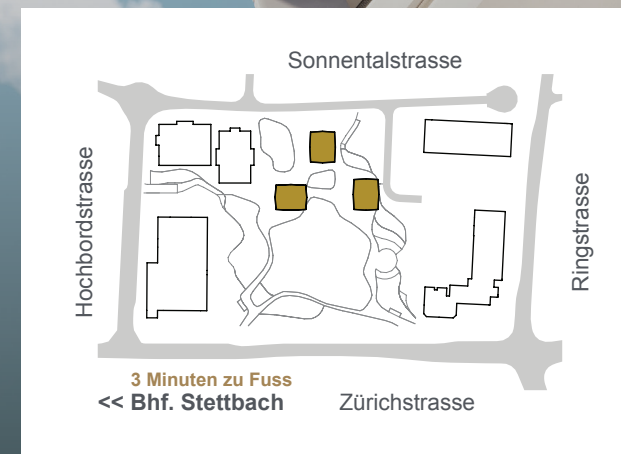 Sonnentalstrasse
Hochbordstrasse
Ringstrasse
3 Minuten zu Fuss
<< Bhf. Stettbach
Zürichstrasse